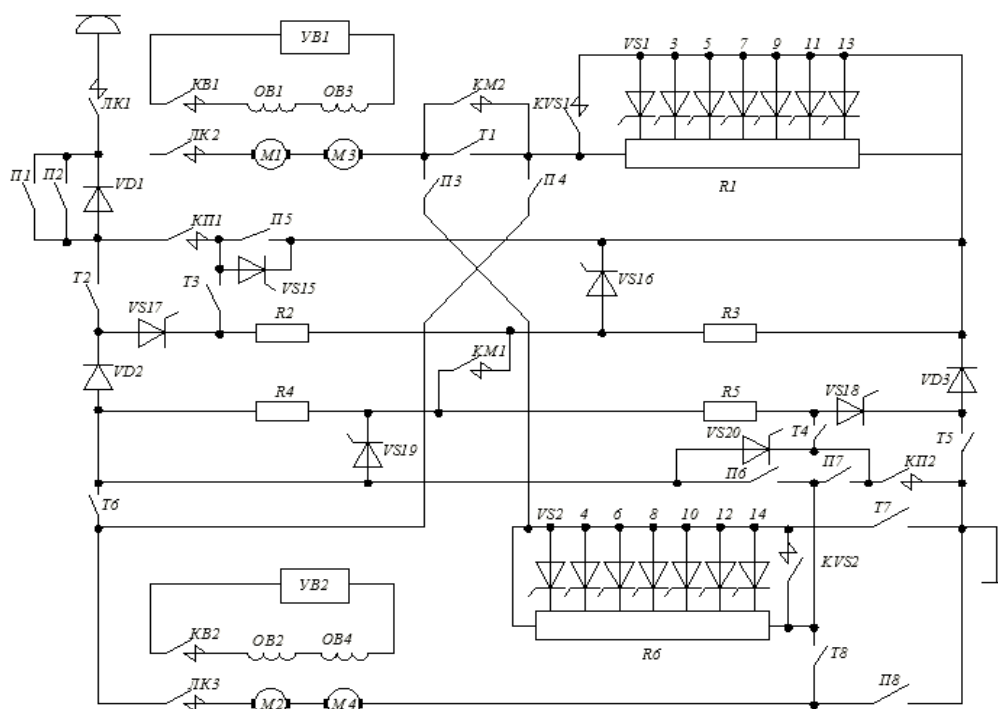 УВ1
VS1 3 5 7 9 11 13
КВ1 ОВ1 ОВ3 КМ2
ЛК1 KVS1
ЛК2 М1 М3 Т1
П1 П2 VD1 П3 П4 R1
КП1 П5
Т2 Т3 VS15 VS16
VS17 R2 R3
КМ1
VD2 R4 R5 VS18 VD3
VS19 VS20 Т4 Т5
П6 П7 КП2
Т6 VS2 4 6 8 10 12 14 Т7
KVS2
УВ2
КВ2 ОВ2 ОВ4 R6 Т8
ЛК3 М2 М4 П8